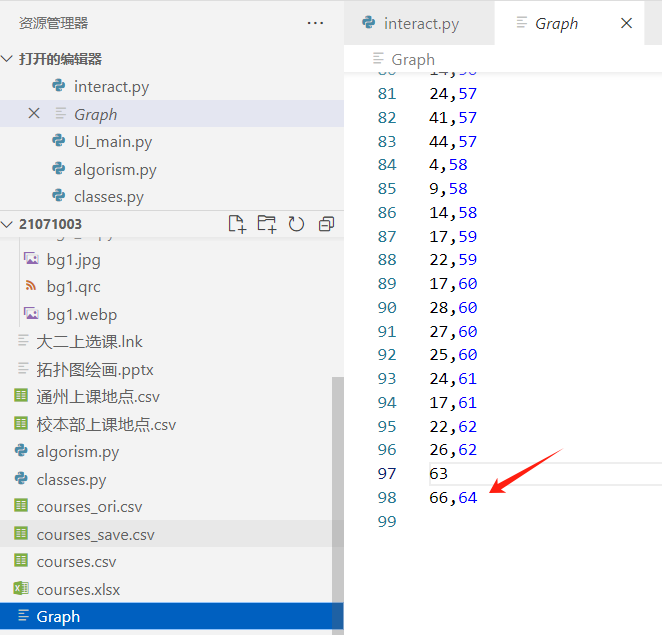 资源管理器
···
打开的编辑器
interact.py
Graph
Ui_main.py
algorism.py
classes.py
21071003
bg1.jpg
bg1.qrc
bg1.webp
大二上选课.lnk
拓扑图绘画.pptx
通州上课地点.csv
校本部上课地点.csv
algorism.py
classes.py
courses_ori.csv
courses_save.csv
courses.csv
courses.xlsx
Graph
interact.py
Graph
Graph
81 24,57
82 41,57
83 44,57
84 4,58
85 9,58
86 14,58
87 17,59
88 22,59
89 17,60
90 28,60
91 27,60
92 25,60
93 24,61
94 17,61
95 22,62
96 26,62
97 63
98 66,64
99